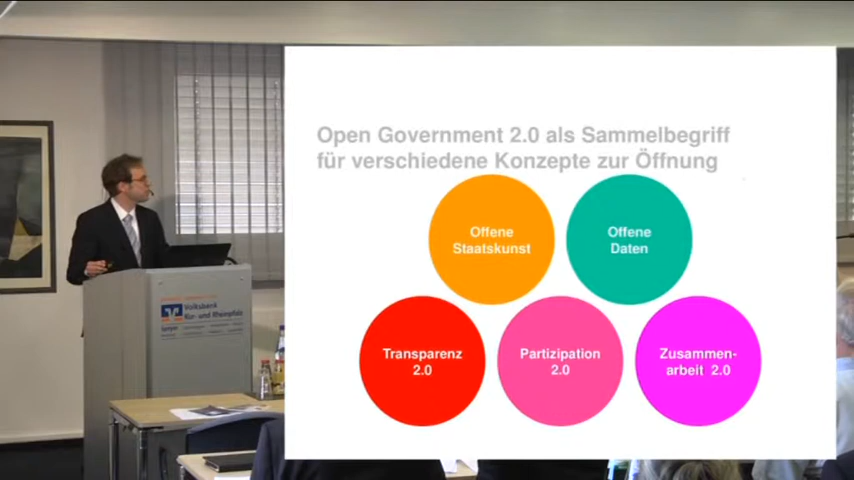 Open Government 2.0 als Sammelbegriff
für verschiedene Konzepte zur Öffnung
Offene
Staatskunst
Offene
Daten
Transparenz
2.0
Partizipation
2.0
Zusammen-
arbeit 2.0
Volksbank
Kur- und Rheinpfalz